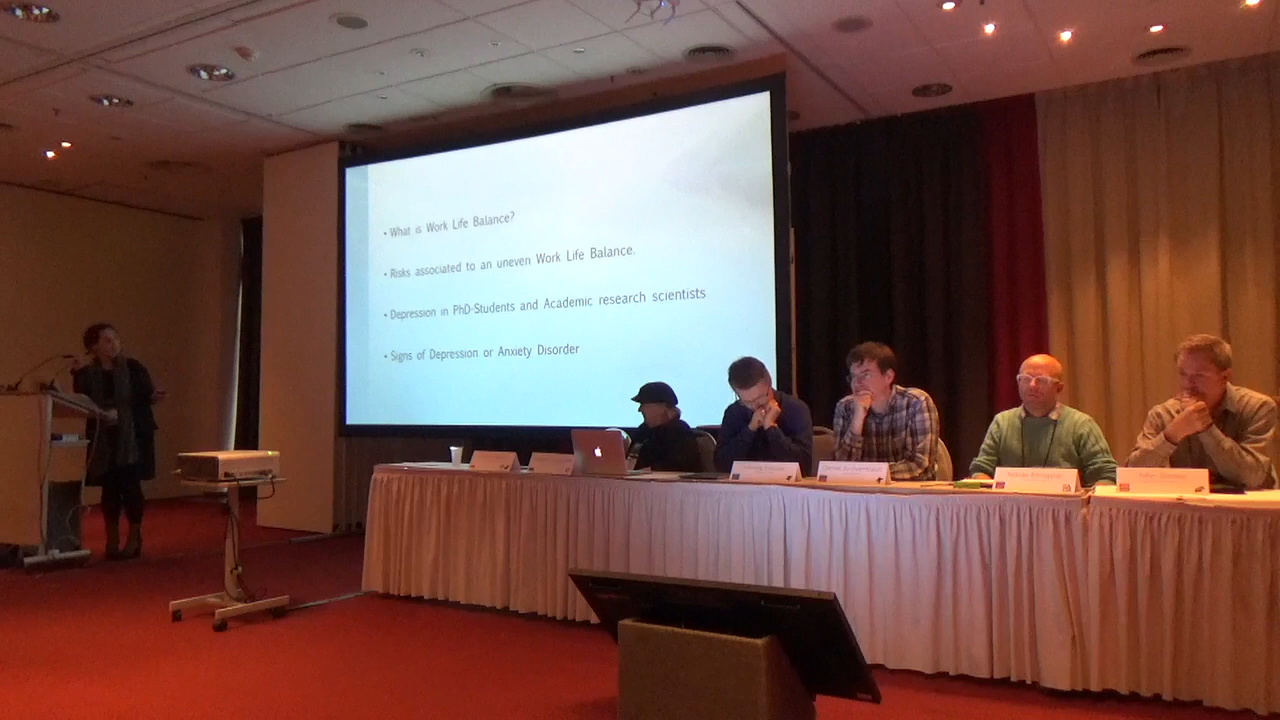 • What is Work Life Balance?
• Risks associated to an uneven Work Life Balance.
• Depression in PhD-Students and Academic research scientists
• Signs of Depression or Anxiety Disorder